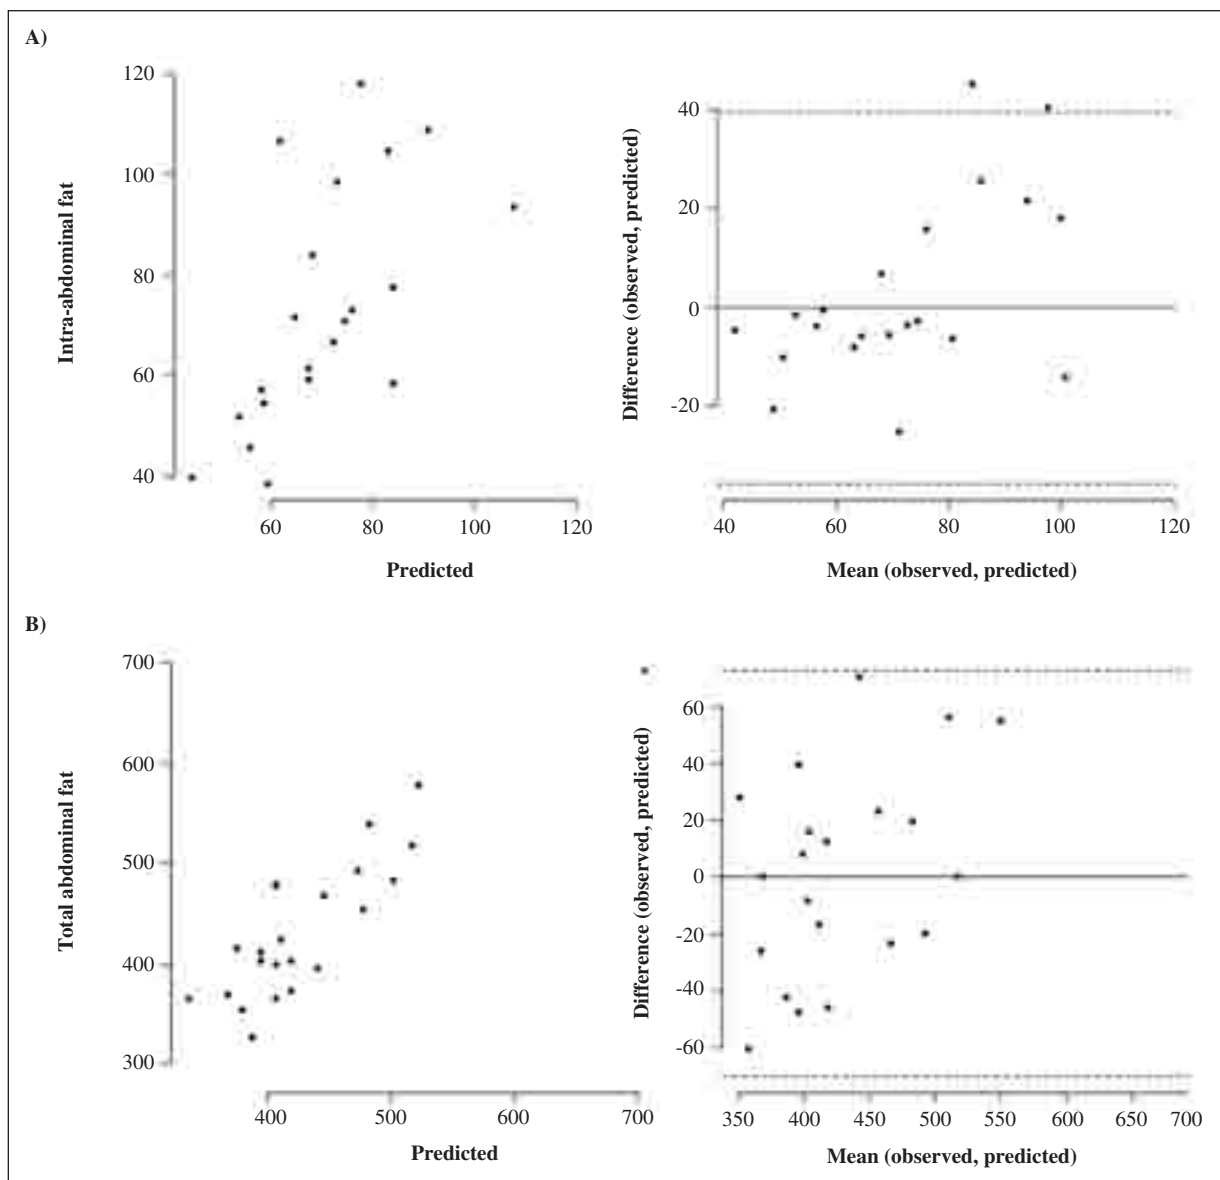 A)
120
100
80
60
40
Intra-abdominal fat
60 80 100 120
Predicted
40
20
0
-20
Difference (observed, predicted)
40 60 80 100 120
Mean (observed, predicted)
B)
700
600
500
400
300
Total abdominal fat
400 500 600 700
Predicted
60
40
20
0
-20
-40
-60
Difference (observed, predicted)
350 400 450 500 550 600 650 700
Mean (observed, predicted)